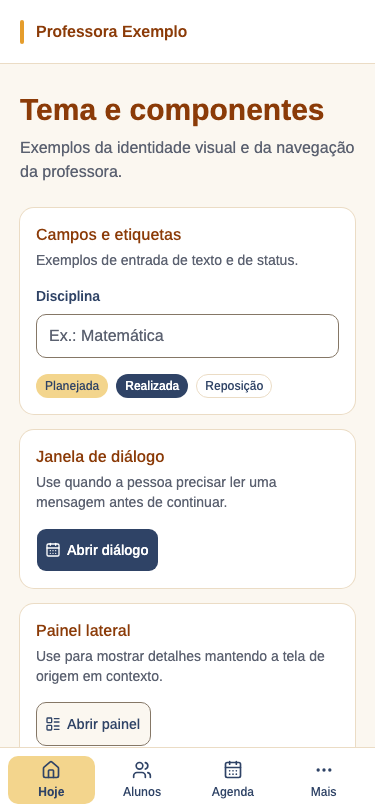 Professora Exemplo
Tema e componentes
Exemplos da identidade visual e da navegação
da professora.
Campos e etiquetas
Exemplos de entrada de texto e de status.
Disciplina
Ex.: Matemática
Planejada Realizada Reposição
Janela de diálogo
Use quando a pessoa precisar ler uma
mensagem antes de continuar.
Abrir diálogo
Painel lateral
Use para mostrar detalhes mantendo a tela de
origem em contexto.
Abrir painel
Hoje Alunos Agenda Mais